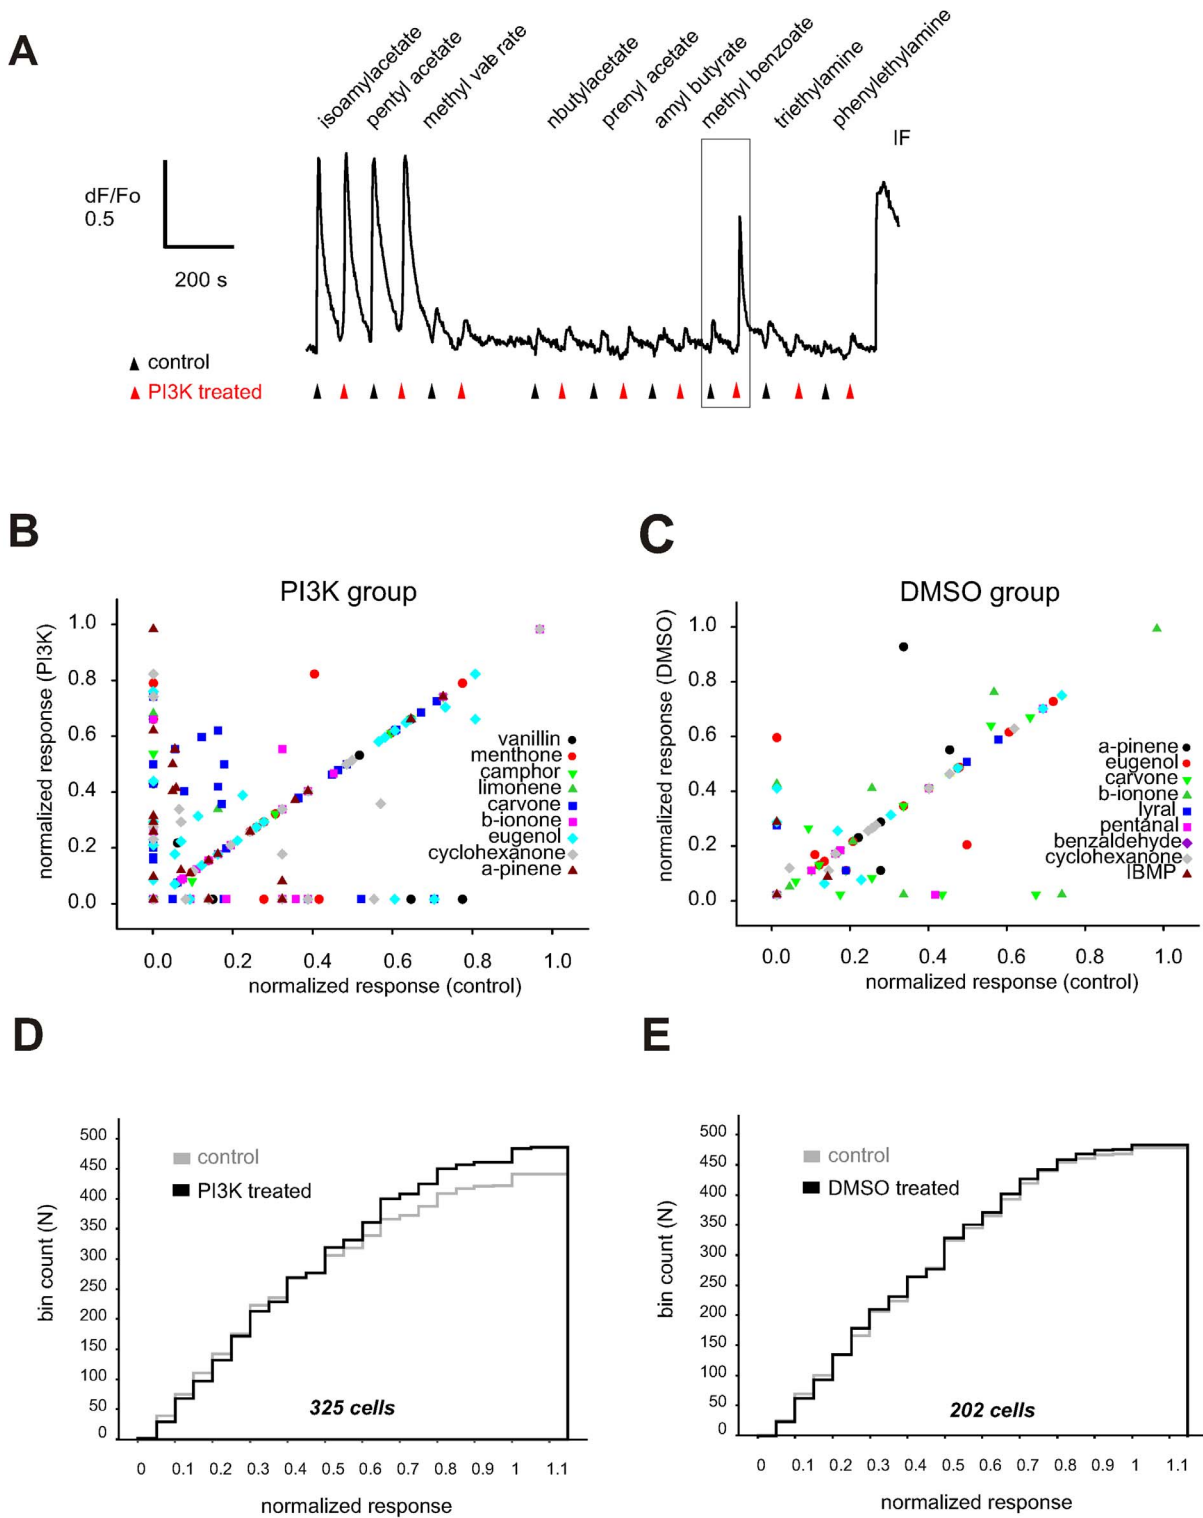 A
isoamylacetate
pentyl acetate
methyl valerate
nbutylacetate
prenyl acetate
amyl butyrate
methyl benzoate
triethylamine
phenylethylamine
IF
dF/Fo
0.5
200 s
control
PI3K treated
B
PI3K group
normalized response (PI3K)
1.0
0.8
0.6
0.4
0.2
0.0
vanillin
menthone
camphor
limonene
carvone
b-ionone
eugenol
cyclohexanone
a-pinene
0.0 0.2 0.4 0.6 0.8 1.0
normalized response (control)
C
DMSO group
normalized response (DMSO)
1.0
0.8
0.6
0.4
0.2
0.0
a-pinene
eugenol
carvone
b-ionone
lyral
pentanal
benzaldehyde
cyclohexanone
IBMP
0.0 0.2 0.4 0.6 0.8 1.0
normalized response (control)
D
bin count (N)
500
450
400
350
300
250
200
150
100
50
0
control
PI3K treated
325 cells
0 0.1 0.2 0.3 0.4 0.5 0.6 0.7 0.8 0.9 1 1.1
normalized response
E
bin count (N)
500
450
400
350
300
250
200
150
100
50
0
control
DMSO treated
202 cells
0 0.1 0.2 0.3 0.4 0.5 0.6 0.7 0.8 0.9 1 1.1
normalized response